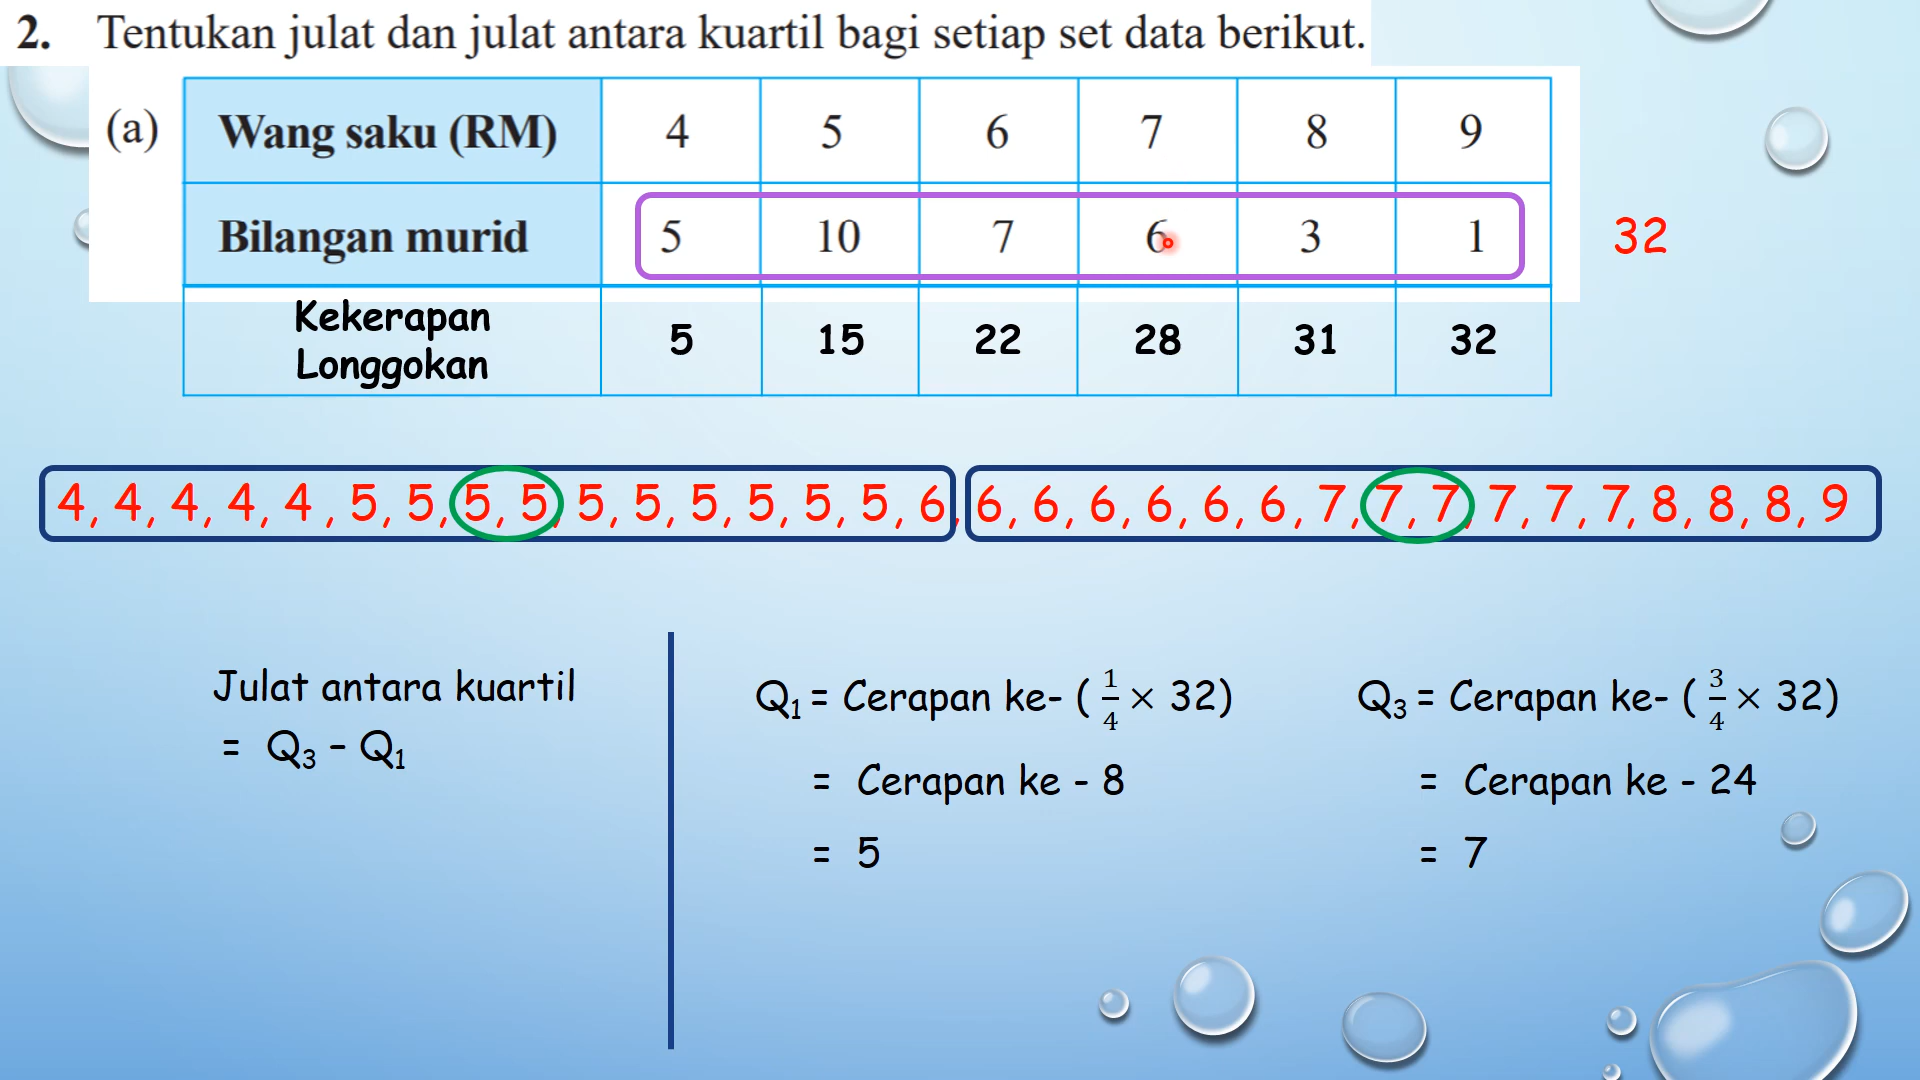 2. Tentukan julat dan julat antara kuartil bagi setiap set data berikut.
(a) Wang saku (RM) 4 5 6 7 8 9
Bilangan murid 5 10 7 6 3 1 32
Kekerapan
Longgokan 5 15 22 28 31 32
4, 4, 4, 4, 4 , 5, 5, 5, 5, 5, 5, 5, 5, 5, 5, 6, 6, 6, 6, 6, 6, 6, 7, 7, 7, 7, 7, 7, 8, 8, 8, 9
Julat antara kuartil
= Q₃ – Q₁
Q₁ = Cerapan ke- ( 1/4 × 32)
= Cerapan ke - 8
= 5
Q₃ = Cerapan ke- ( 3/4 × 32)
= Cerapan ke - 24
= 7